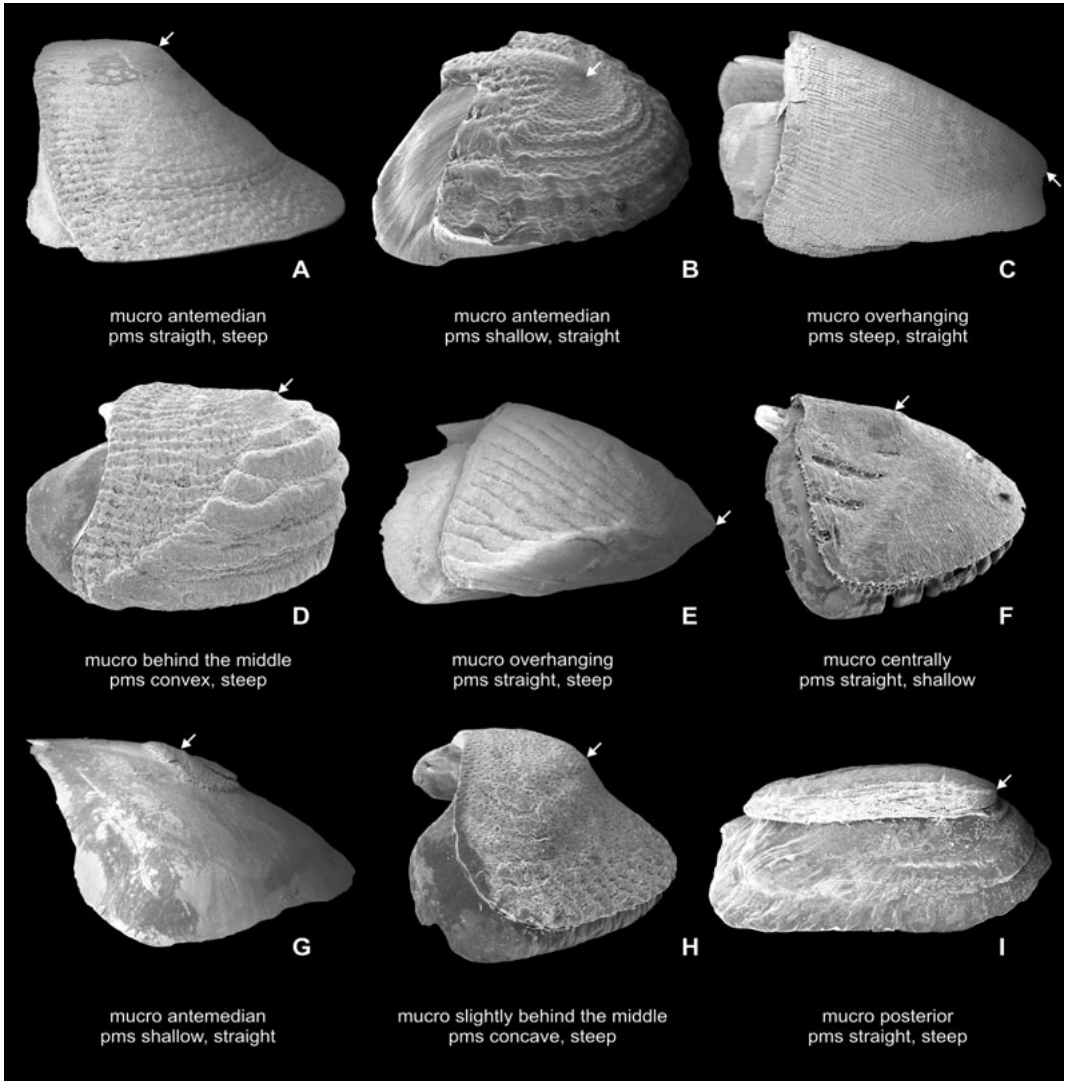 A
B
C
mucro antemedian
pms straigth, steep
mucro antemedian
pms shallow, straight
mucro overhanging
pms steep, straight
D
E
F
mucro behind the middle
pms convex, steep
mucro overhanging
pms straight, steep
mucro centrally
pms straight, shallow
G
H
I
mucro antemedian
pms shallow, straight
mucro slightly behind the middle
pms concave, steep
mucro posterior
pms straight, steep